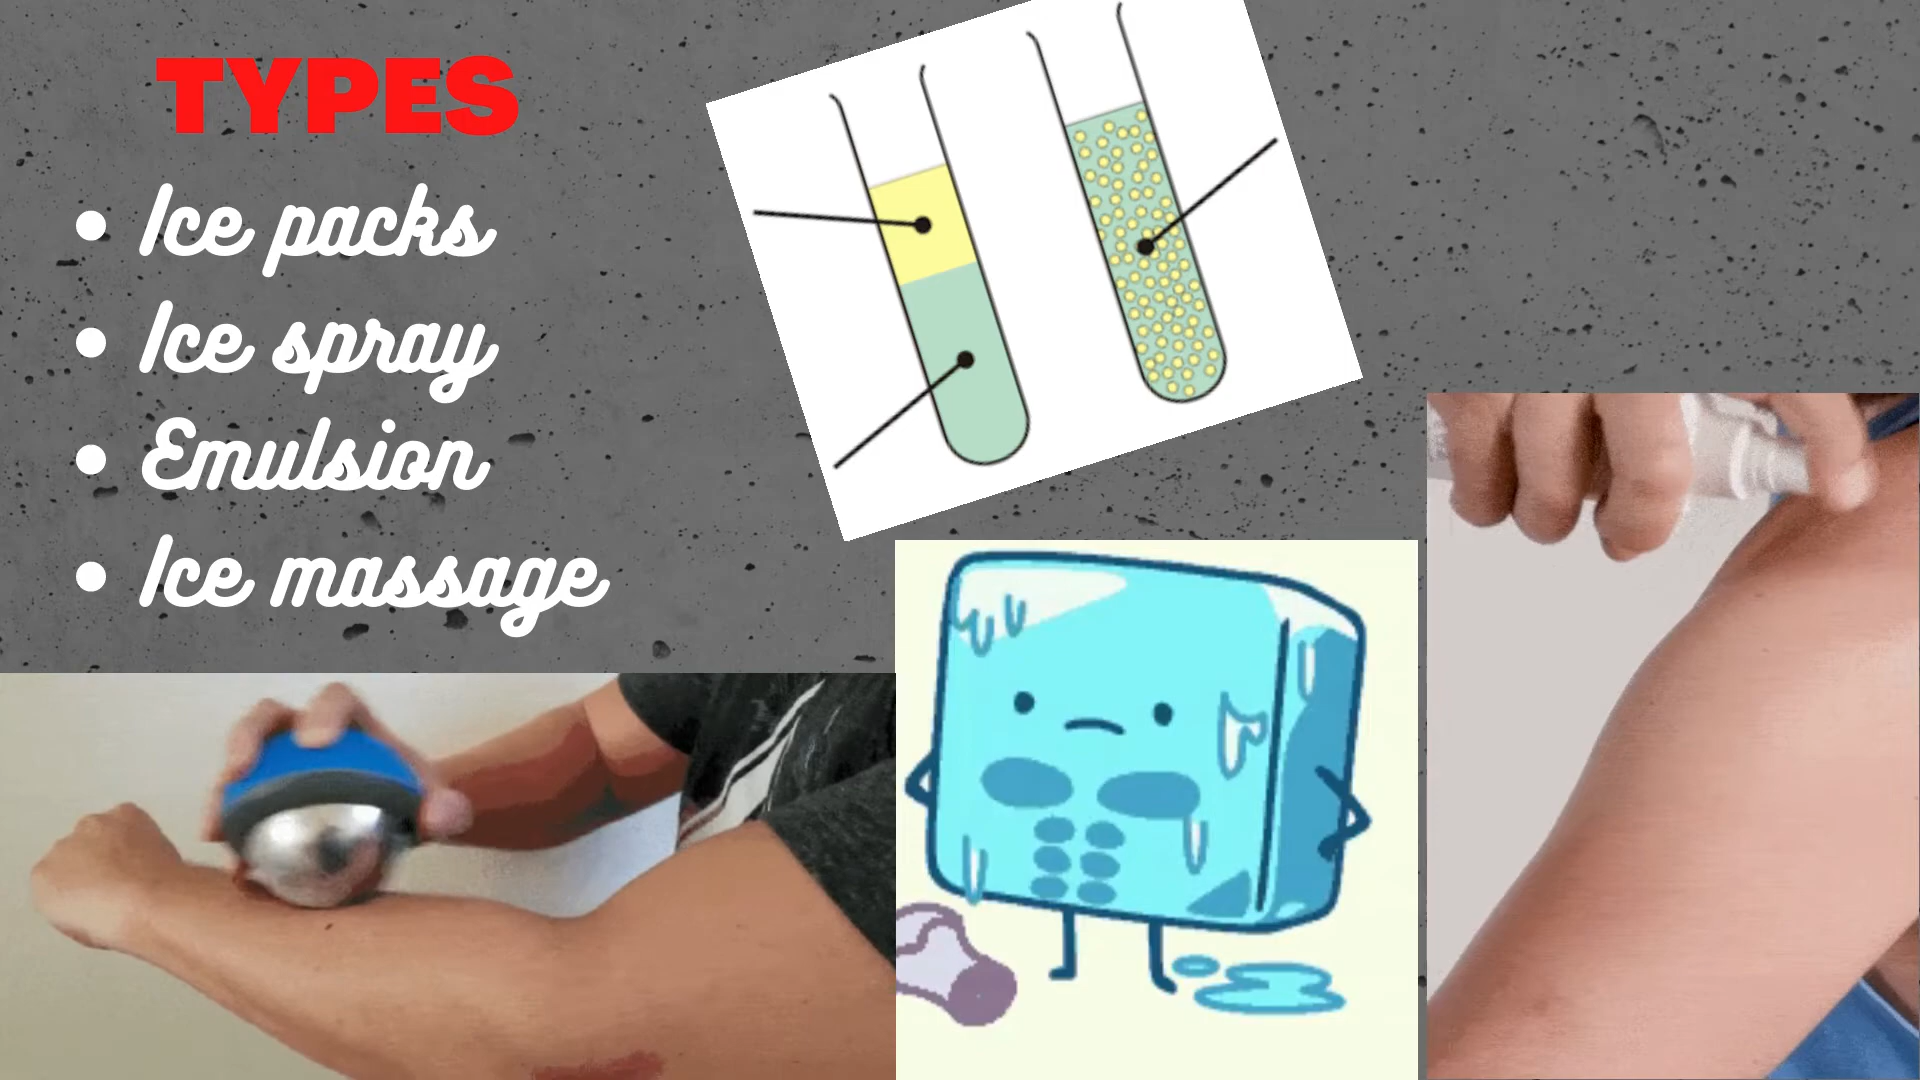 TYPES
• Ice packs
• Ice spray
• Emulsion
• Ice massage